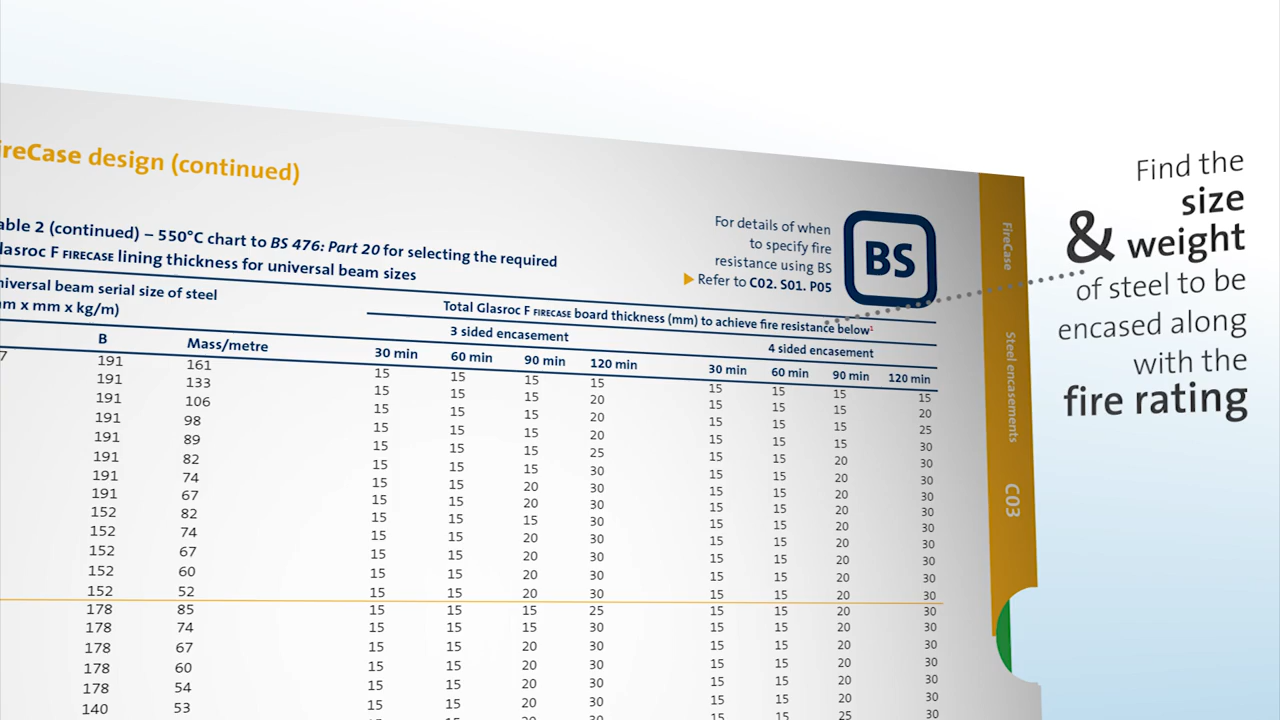 ireCase design (continued)
able 2 (continued) – 550°C chart to BS 476: Part 20 for selecting the required
lasroc F FIRECASE lining thickness for universal beam sizes
For details of when
to specify fire
resistance using BS
Refer to C02. S01. P05
BS
niversal beam serial size of steel
m x mm x kg/m)
Total Glasroc F FIRECASE board thickness (mm) to achieve fire resistance below1
3 sided encasement 4 sided encasement
B Mass/metre 30 min 60 min 90 min 120 min 30 min 60 min 90 min 120 min
7 191 161 15 15 15 15 15 15 15 15
191 133 15 15 15 20 15 15 15 20
191 106 15 15 15 20 15 15 15 25
191 98 15 15 15 20 15 15 15 30
191 89 15 15 15 25 15 15 20 30
191 82 15 15 15 30 15 15 20 30
191 74 15 15 20 30 15 15 20 30
191 67 15 15 20 30 15 15 20 30
152 82 15 15 15 30 15 15 20 30
152 74 15 15 20 30 15 15 20 30
152 67 15 15 20 30 15 15 20 30
152 60 15 15 20 30 15 15 20 30
152 52 15 15 20 30 15 15 20 30
178 85 15 15 15 25 15 15 20 30
178 74 15 15 15 30 15 15 20 30
178 67 15 15 20 30 15 15 20 30
178 60 15 15 20 30 15 15 20 30
178 54 15 15 20 30 15 15 20 30
140 53 15 15 20 30 15 15 25 30
FireCase
Steel encasements
C03
Find the
size
& weight
of steel to be
encased along
with the
fire rating